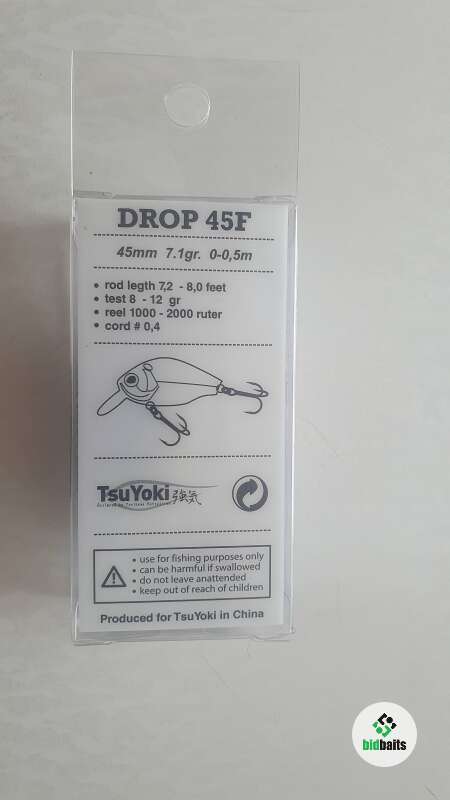 DROP 45F
45mm 7.1gr. 0-0,5m
• rod legth 7,2 - 8,0 feet
• test 8 - 12 gr
• reel 1000 - 2000 ruter
• cord # 0,4
TsuYoki 強気
• use for fishing purposes only
• can be harmful if swallowed
• do not leave anattended
• keep out of reach of children
Produced for TsuYoki in China
bidbaits